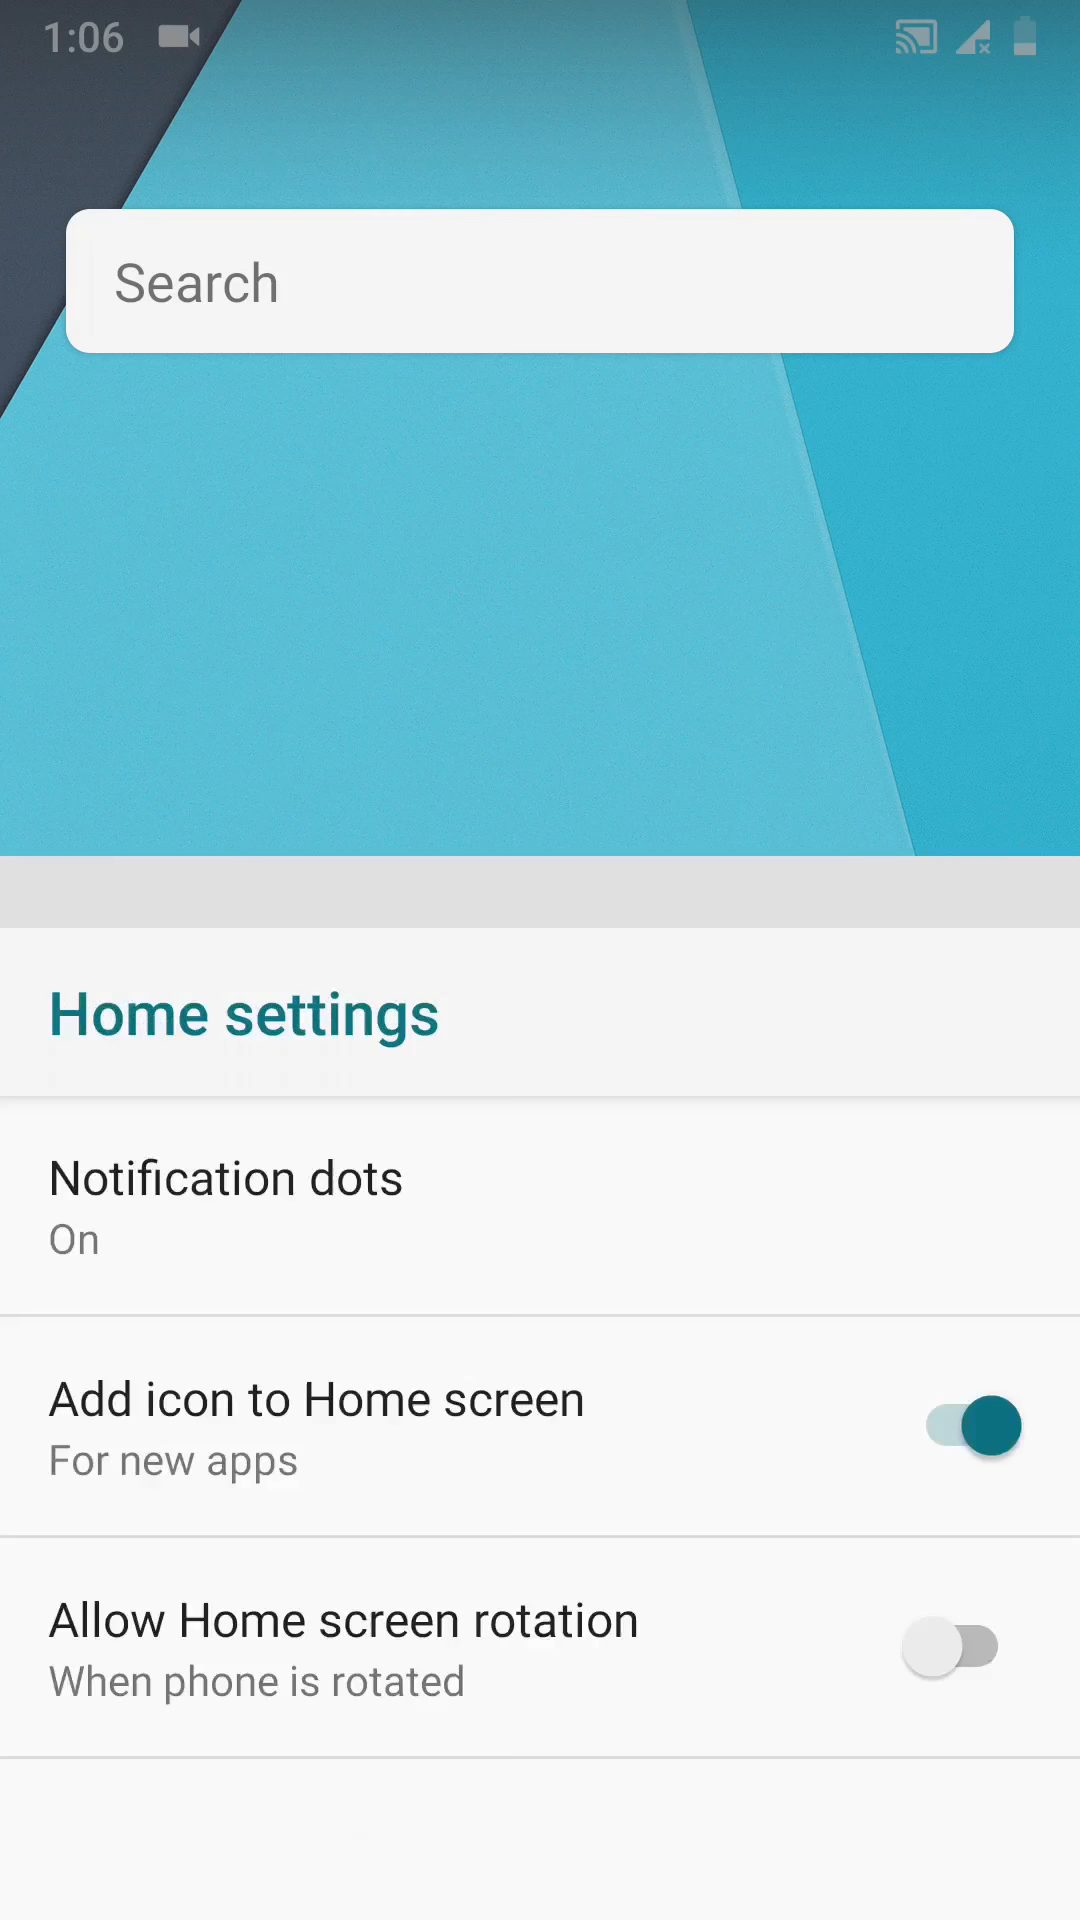 1:06
Search
Home settings
Notification dots
On
Add icon to Home screen
For new apps
Allow Home screen rotation
When phone is rotated